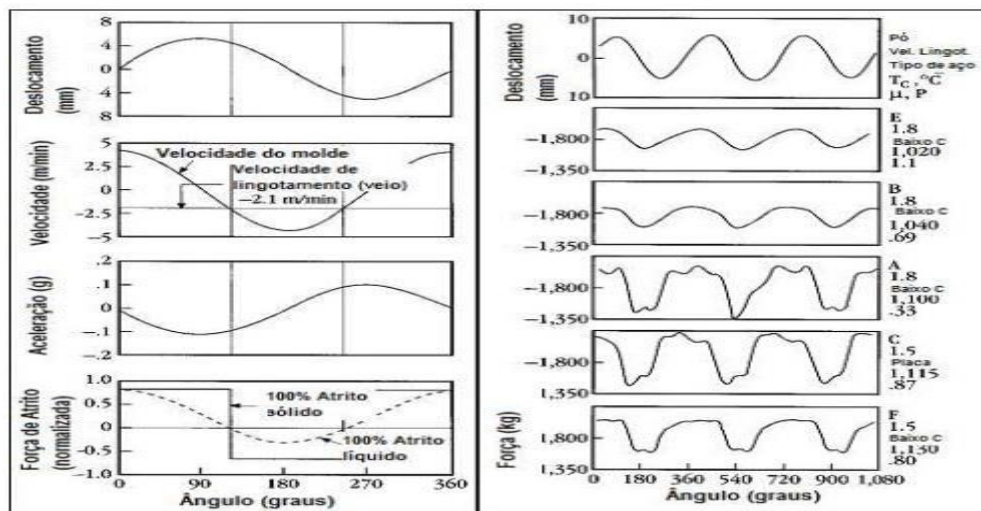 Deslocamento
(mm)
8
4
0
4
8
Velocidade (m/min)
5
2.5
0
-2.5
-5
Velocidade do molde
Velocidade de
lingotamento (veio)
-2.1 m/min
Aceleração (g)
.2
.1
0
-.1
-.2
Força de Atrito
(normalizada)
1.0
0.5
0
-0.5
-1.0
100% Atrito
sólido
100% Atrito
líquido
0 90 180 270 360
Ângulo (graus)
Deslocamento
(mm)
10
0
10
Pó
Vel. Lingot.
Tipo de aço
T_C, °C
μ, P
-1,800
-1,350
E
1.8
Baixo C
1,020
1.1
-1,800
-1,350
B
1.8
Baixo C
1,040
.69
-1,800
-1,350
A
1.8
Baixo C
1,100
.33
-1,800
1,350
C
1.5
Placa
1,115
.87
Força (kg)
1,800
1,350
F
1.5
Baixo C
1,130
.80
0 180 360 540 720 900 1,080
Ângulo (graus)